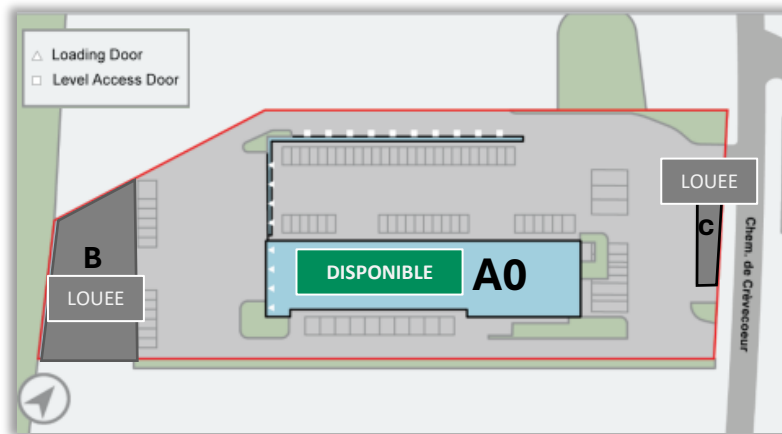 Loading Door
Level Access Door
LOUEE
B
LOUEE
DISPONIBLE
A0
C
Chem. de Crèvecoeur